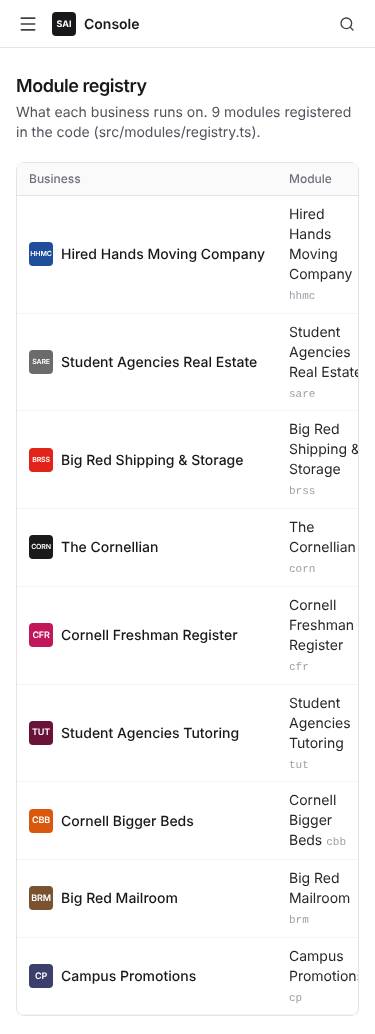 SAI Console
Module registry
What each business runs on. 9 modules registered
in the code (src/modules/registry.ts).
Business Module
HHMC Hired Hands Moving Company
Hired
Hands
Moving
Company
hhmc
SARE Student Agencies Real Estate
Student
Agencies
Real Estate
sare
BRSS Big Red Shipping & Storage
Big Red
Shipping &
Storage
brss
CORN The Cornellian
The
Cornellian
corn
CFR Cornell Freshman Register
Cornell
Freshman
Register
cfr
TUT Student Agencies Tutoring
Student
Agencies
Tutoring
tut
CBB Cornell Bigger Beds
Cornell
Bigger
Beds cbb
BRM Big Red Mailroom
Big Red
Mailroom
brm
CP Campus Promotions
Campus
Promotions
cp